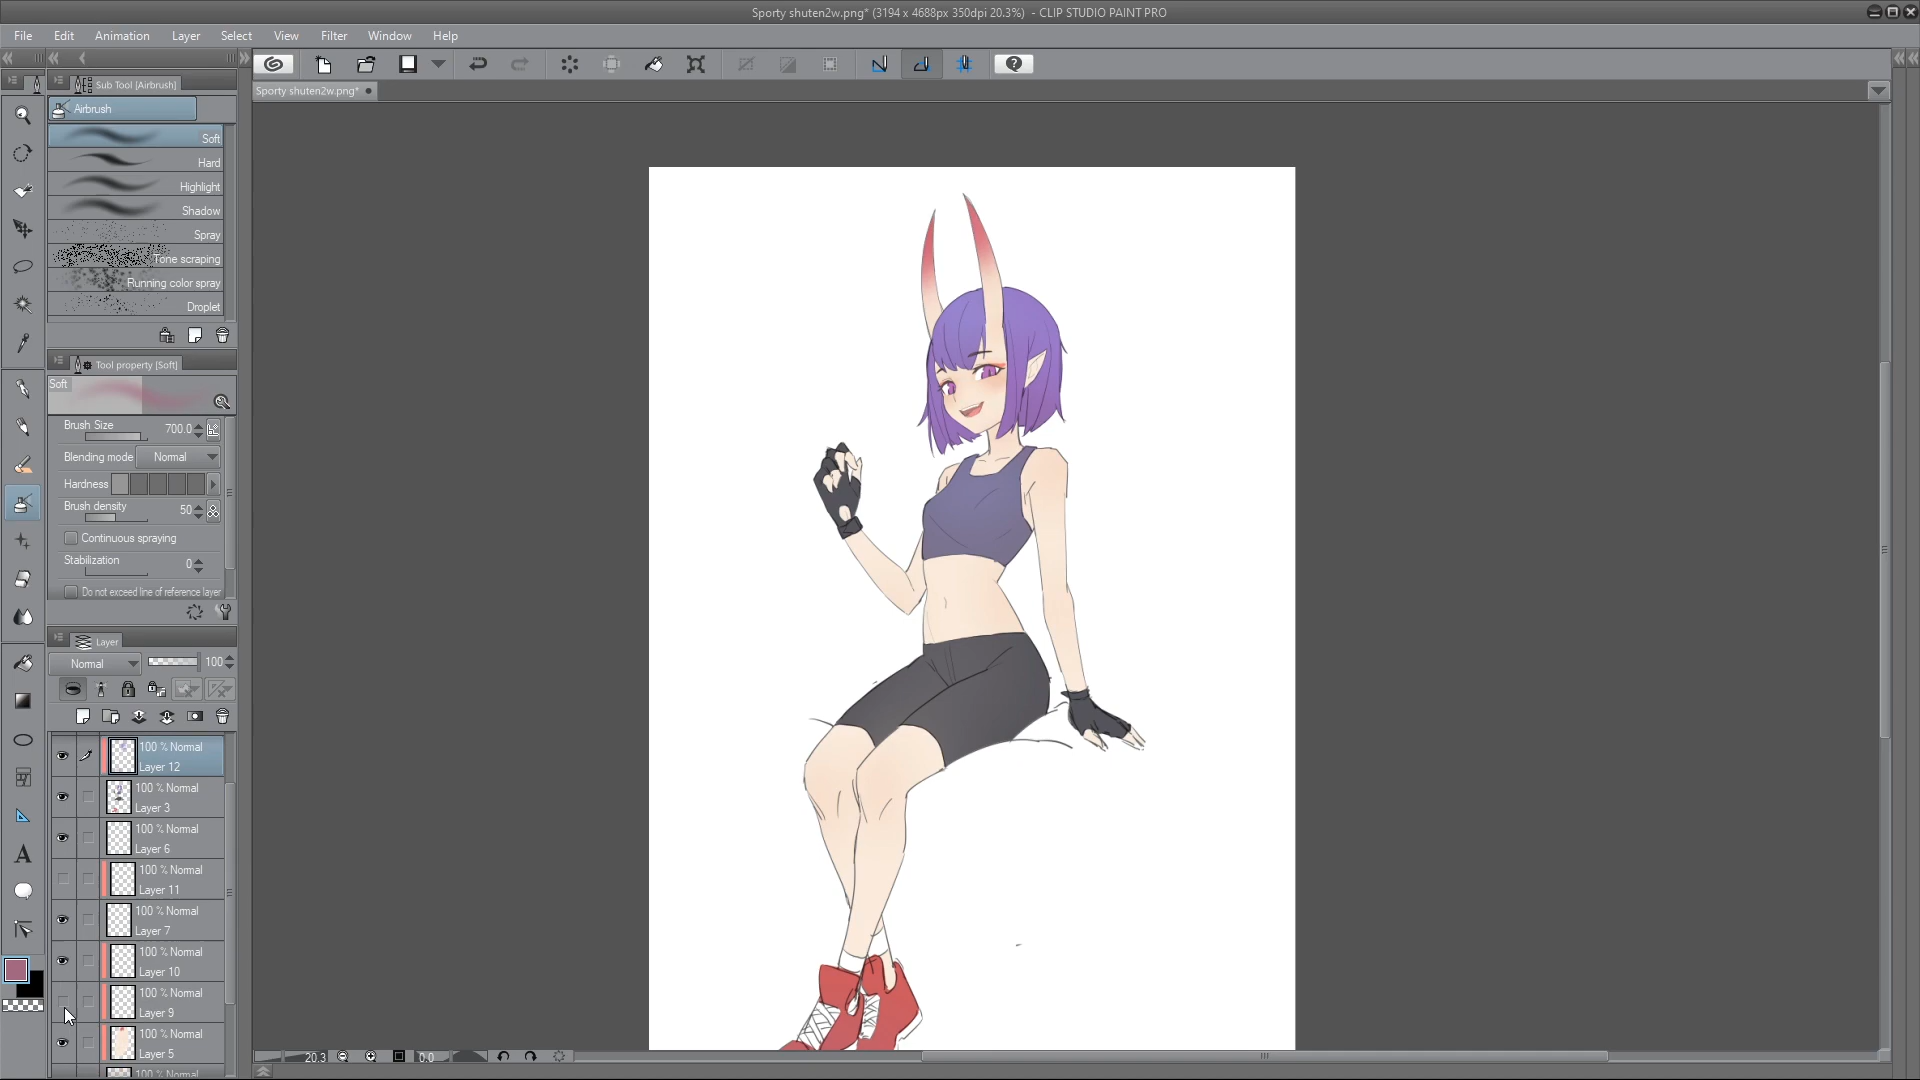 Sporty shuten2w.png* (3194 x 4688px 350dpi 20.3%) - CLIP STUDIO PAINT PRO
File Edit Animation Layer Select View Filter Window Help
Sub Tool [Airbrush]
Sporty shuten2w.png*
Airbrush
Soft
Hard
Highlight
Shadow
Spray
Tone scraping
Running color spray
Droplet
Tool property [Soft]
Soft
Brush Size 700.0
Blending mode Normal
Hardness
Brush density 50
Continuous spraying
Stabilization 0
Do not exceed line of reference layer
Layer
Normal 100
100 % Normal
Layer 12
100 % Normal
Layer 3
100 % Normal
Layer 6
100 % Normal
Layer 11
100 % Normal
Layer 7
100 % Normal
Layer 10
100 % Normal
Layer 9
100 % Normal
Layer 5
100 % Normal
20.3 0.0